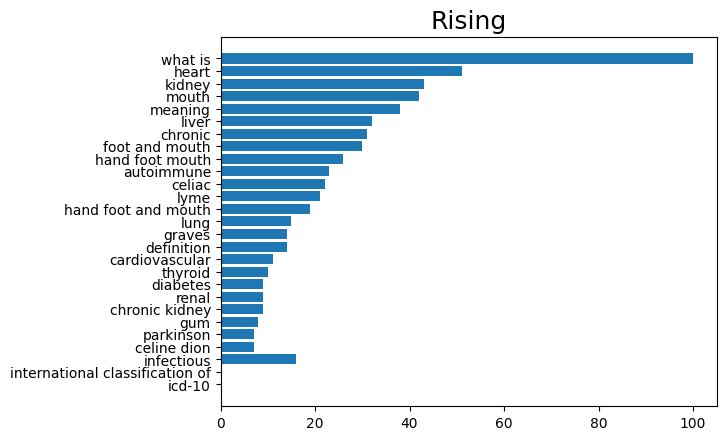 Rising
what is
heart
kidney
mouth
meaning
liver
chronic
foot and mouth
hand foot mouth
autoimmune
celiac
lyme
hand foot and mouth
lung
graves
definition
cardiovascular
thyroid
diabetes
renal
chronic kidney
gum
parkinson
celine dion
infectious
international classification of
icd-10
0 20 40 60 80 100